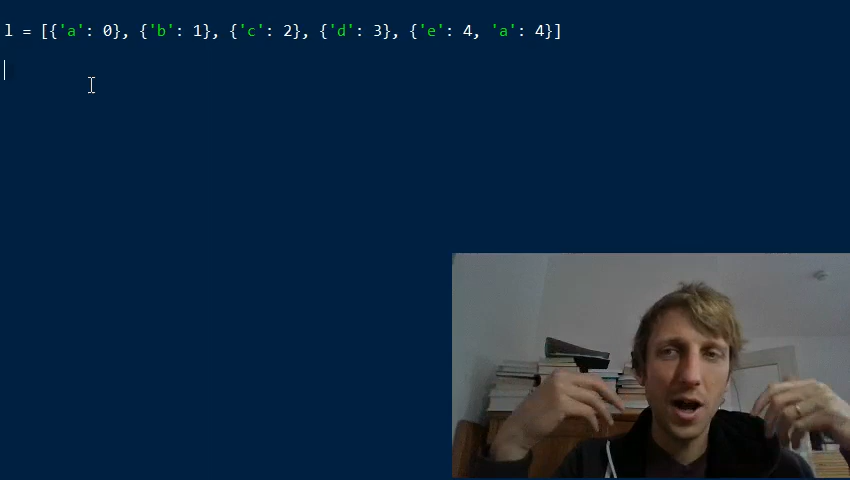 l = [{'a': 0}, {'b': 1}, {'c': 2}, {'d': 3}, {'e': 4, 'a': 4}]